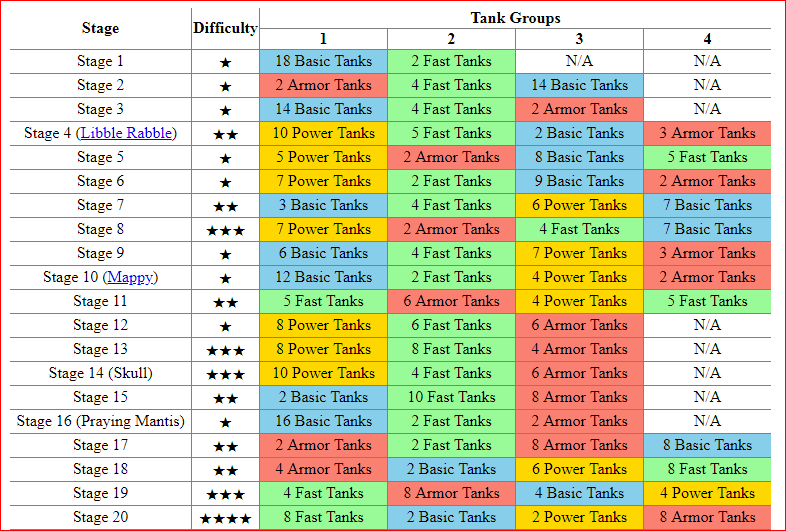 Stage Difficulty Tank Groups
1 2 3 4
Stage 1 ★ 18 Basic Tanks 2 Fast Tanks N/A N/A
Stage 2 ★ 2 Armor Tanks 4 Fast Tanks 14 Basic Tanks N/A
Stage 3 ★ 14 Basic Tanks 4 Fast Tanks 2 Armor Tanks N/A
Stage 4 (Libble Rabble) ★★ 10 Power Tanks 5 Fast Tanks 2 Basic Tanks 3 Armor Tanks
Stage 5 ★ 5 Power Tanks 2 Armor Tanks 8 Basic Tanks 5 Fast Tanks
Stage 6 ★ 7 Power Tanks 2 Fast Tanks 9 Basic Tanks 2 Armor Tanks
Stage 7 ★★ 3 Basic Tanks 4 Fast Tanks 6 Power Tanks 7 Basic Tanks
Stage 8 ★★★ 7 Power Tanks 2 Armor Tanks 4 Fast Tanks 7 Basic Tanks
Stage 9 ★ 6 Basic Tanks 4 Fast Tanks 7 Power Tanks 3 Armor Tanks
Stage 10 (Mappy) ★ 12 Basic Tanks 2 Fast Tanks 4 Power Tanks 2 Armor Tanks
Stage 11 ★★ 5 Fast Tanks 6 Armor Tanks 4 Power Tanks 5 Fast Tanks
Stage 12 ★ 8 Power Tanks 6 Fast Tanks 6 Armor Tanks N/A
Stage 13 ★★★ 8 Power Tanks 8 Fast Tanks 4 Armor Tanks N/A
Stage 14 (Skull) ★★★ 10 Power Tanks 4 Fast Tanks 6 Armor Tanks N/A
Stage 15 ★★ 2 Basic Tanks 10 Fast Tanks 8 Armor Tanks N/A
Stage 16 (Praying Mantis) ★ 16 Basic Tanks 2 Fast Tanks 2 Armor Tanks N/A
Stage 17 ★★ 2 Armor Tanks 2 Fast Tanks 8 Armor Tanks 8 Basic Tanks
Stage 18 ★★ 4 Armor Tanks 2 Basic Tanks 6 Power Tanks 8 Fast Tanks
Stage 19 ★★★ 4 Fast Tanks 8 Armor Tanks 4 Basic Tanks 4 Power Tanks
Stage 20 ★★★★ 8 Fast Tanks 2 Basic Tanks 2 Power Tanks 8 Armor Tanks